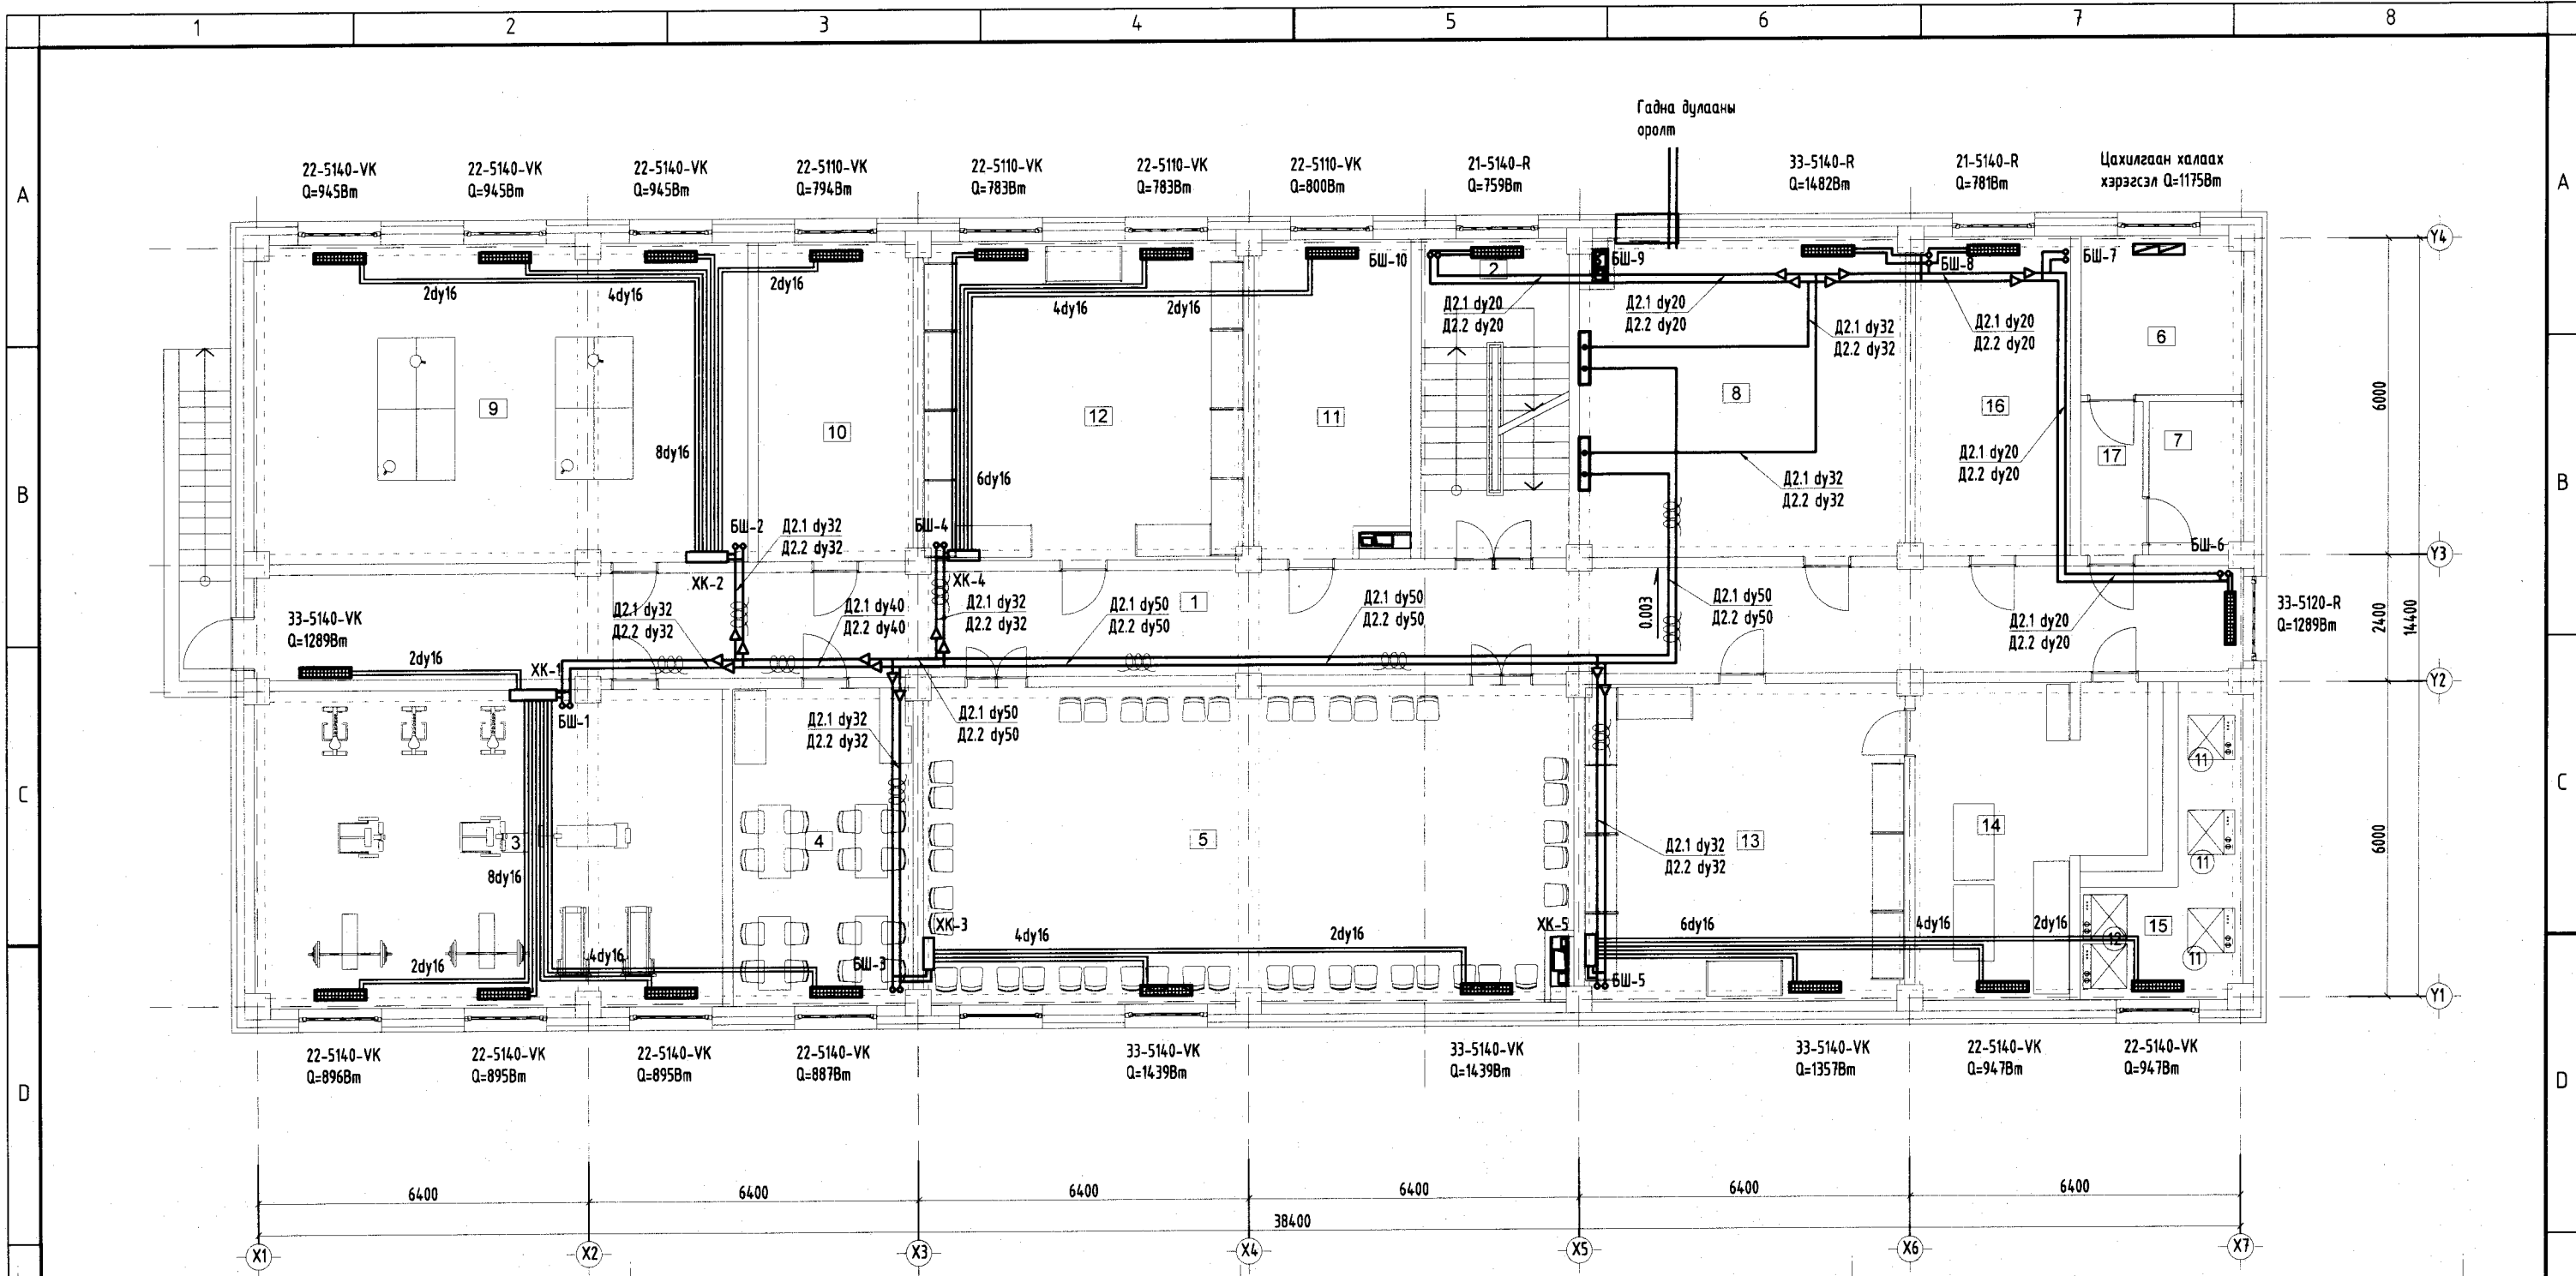 1 2 3 4 5 6 7 8
Гадна дулааны
оролт
22-5140-VK
Q=945Вт
22-5140-VK
Q=945Вт
22-5140-VK
Q=945Вт
22-5110-VK
Q=794Вт
22-5110-VK
Q=783Вт
22-5110-VK
Q=783Вт
22-5110-VK
Q=800Вт
21-5140-R
Q=759Вт
33-5140-R
Q=1482Вт
21-5140-R
Q=781Вт
Цахилгаан халаах
хэрэгсэл Q=1175Вт
A
A
Y4
БШ-10
2
БШ-9
БШ-8
БШ-7
2dy16
4dy16
2dy16
4dy16
2dy16
Д2.1 dy20
Д2.2 dy20
Д2.1 dy20
Д2.2 dy20
Д2.1 dy32
Д2.2 dy32
Д2.1 dy20
Д2.2 dy20
6
9
10
12
11
8
16
7
17
6000
8dy16
6dy16
Д2.1 dy20
Д2.2 dy20
Д2.1 dy32
Д2.2 dy32
B
B
БШ-2
Д2.1 dy32
Д2.2 dy32
БШ-4
БШ-6
Y3
ХК-2
ХК-4
1
Д2.1 dy32
Д2.2 dy32
Д2.1 dy40
Д2.2 dy40
Д2.1 dy32
Д2.2 dy32
Д2.1 dy50
Д2.2 dy50
Д2.1 dy50
Д2.2 dy50
0.003
Д2.1 dy50
Д2.2 dy50
Д2.1 dy20
Д2.2 dy20
33-5120-R
Q=1289Вт
2400
14400
33-5140-VK
Q=1289Вт
2dy16
ХК-1
БШ-1
Y2
Д2.1 dy32
Д2.2 dy32
Д2.1 dy50
Д2.2 dy50
C
C
11
3
4
5
13
14
11
Д2.1 dy32
Д2.2 dy32
6000
8dy16
ХК-3
4dy16
2dy16
ХК-5
6dy16
4dy16
2dy16
15
12
11
2dy16
4dy16
БШ-3
БШ-5
Y1
22-5140-VK
Q=896Вт
22-5140-VK
Q=895Вт
22-5140-VK
Q=895Вт
22-5140-VK
Q=887Вт
33-5140-VK
Q=1439Вт
33-5140-VK
Q=1439Вт
33-5140-VK
Q=1357Вт
22-5140-VK
Q=947Вт
22-5140-VK
Q=947Вт
D
D
6400 6400 6400 6400 6400 6400
38400
X1 X2 X3 X4 X5 X6 X7